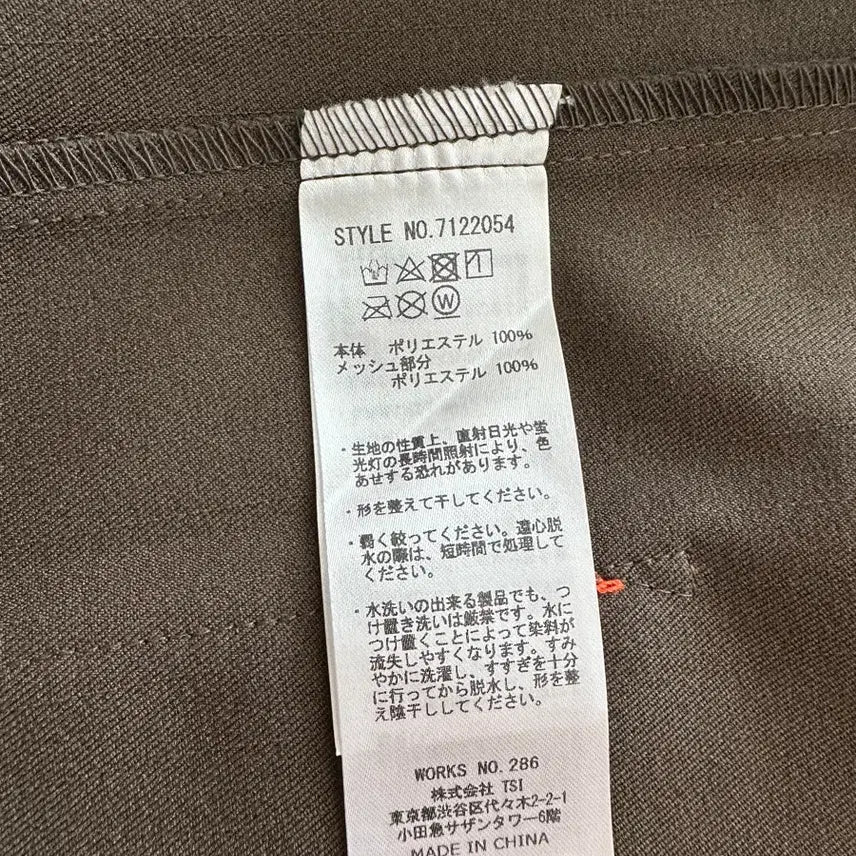 STYLE NO.7122054
W
本体 ポリエステル 100%
メッシュ部分
ポリエステル 100%
・生地の性質上、直射日光や蛍
光灯の長時間照射により、色
あせする恐れがあります。
・形を整えて干してください。
・弱く絞ってください。遠心脱
水の際は、短時間で処理して
ください。
・水洗いの出来る製品でも、つ
け置き洗いは厳禁です。水に
つけ置くことによって染料が
流失しやすくなります。すみ
やかに洗濯し、すすぎを十分
に行ってから脱水し、形を整
え陰干ししてください。
WORKS NO. 286
株式会社 TSI
東京都渋谷区代々木2-2-1
小田急サザンタワー6階
MADE IN CHINA